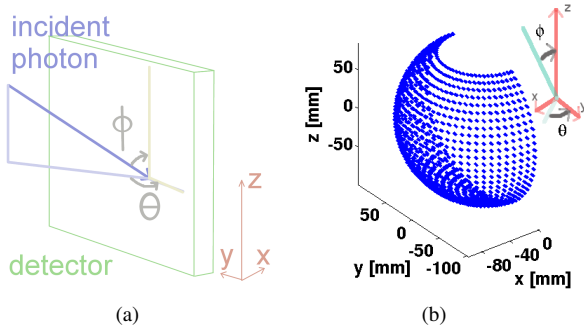 incident
photon
ϕ
θ
detector
z
y
x
(a)
z [mm]
50
0
-50
y [mm]
50
0
-50
-100
x [mm]
-80
-40
0
z
ϕ
x
y
θ
(b)